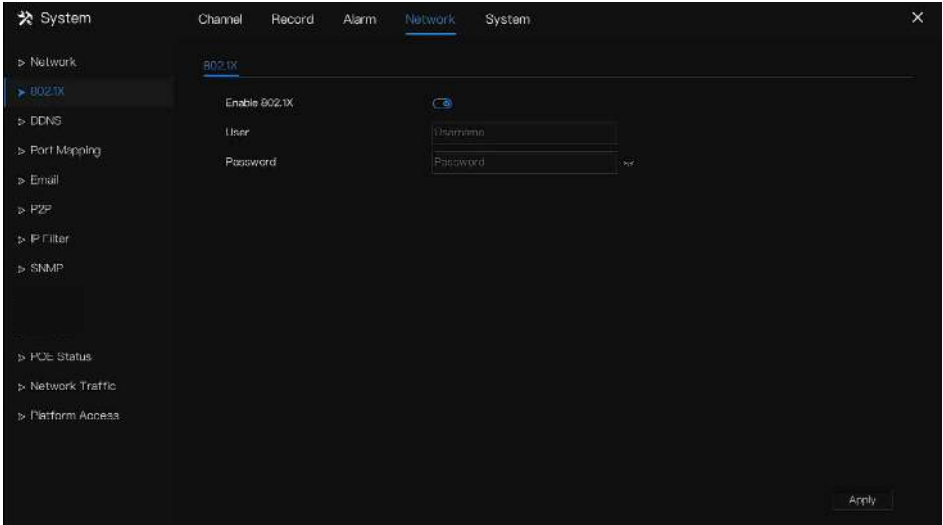 System
Channel Record Alarm Network System
Network
802.1X
DDNS
Port Mapping
Email
P2P
IP Filter
SNMP
POE Status
Network Traffic
Platform Access
802.1X
Enable 802.1X
User Username
Password Password
Apply